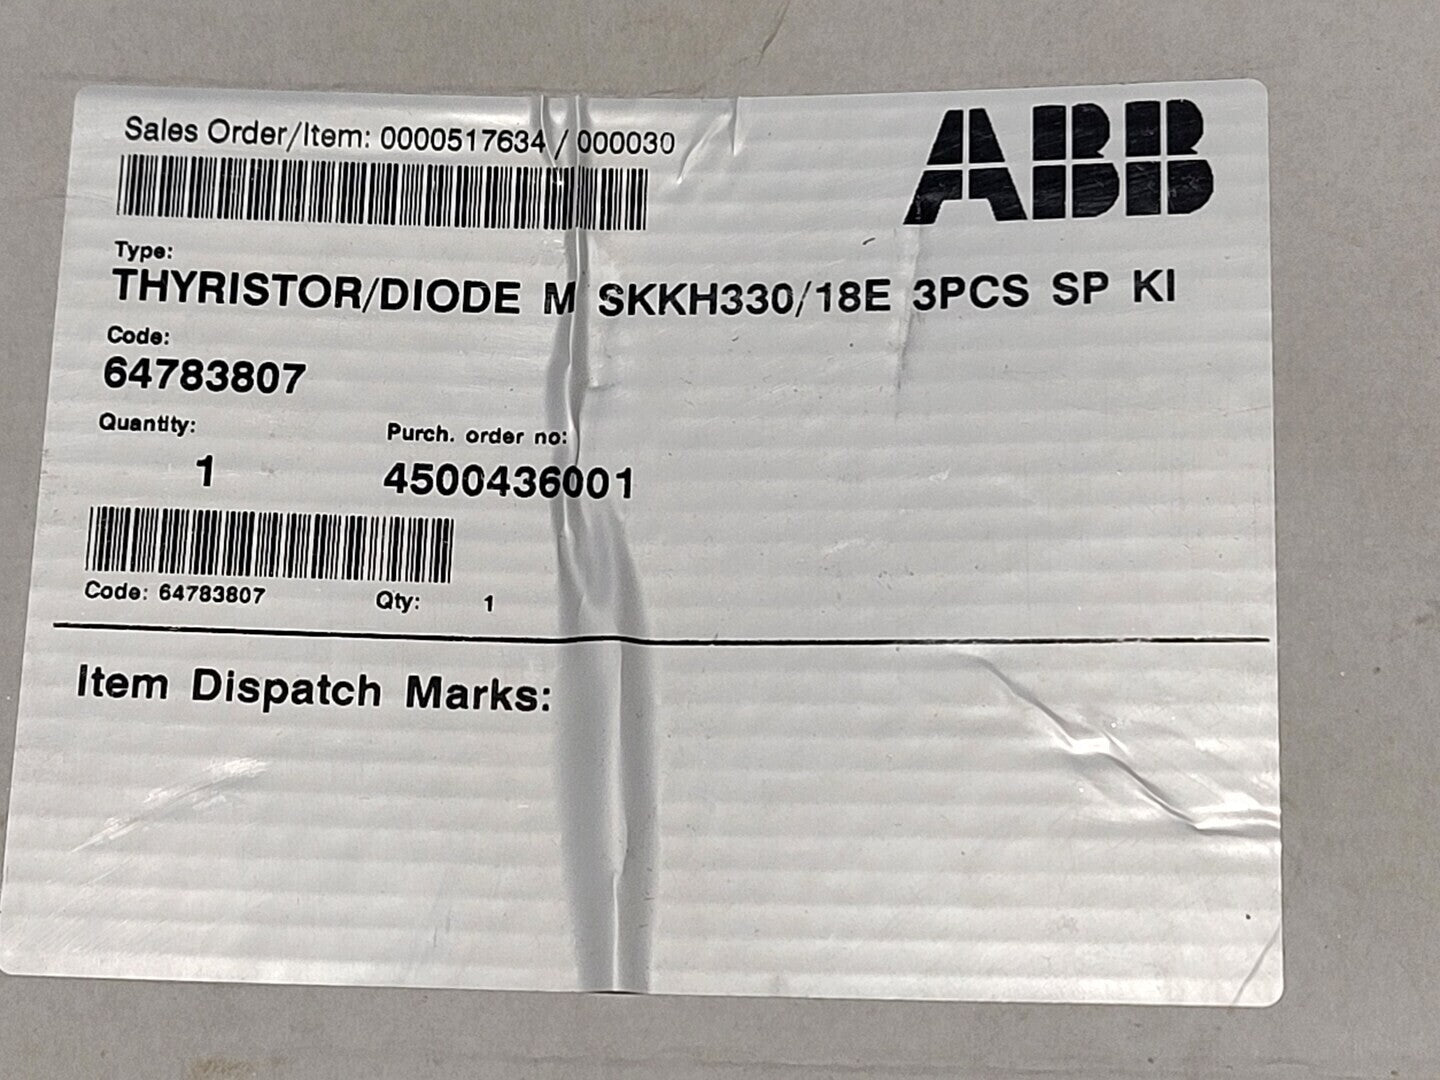 Sales Order/Item: 0000517634 / 000030
ABB
Type:
THYRISTOR/DIODE M SKKH330/18E 3PCS SP KI
Code:
64783807
Quantity: Purch. order no:
1 4500436001
Code: 64783807 Qty: 1
Item Dispatch Marks: